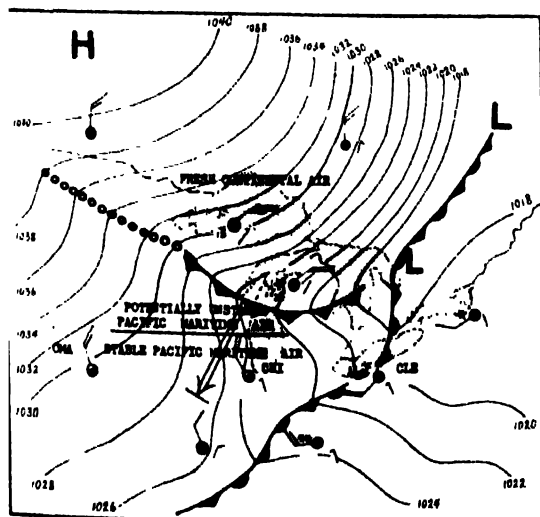 1040
1038
1036
1034
1032
1030
1028
1026
1024
1022
1020
1018
H
L
1040
FRESH CONTINENTAL AIR
1038
1018
L
1036
POTENTIALLY
PACIFIC MARITIME AIR
1034
OMA STABLE PACIFIC MARITIME AIR
1032
CHI
CLE
1030
1020
1028
1026
1024
1022